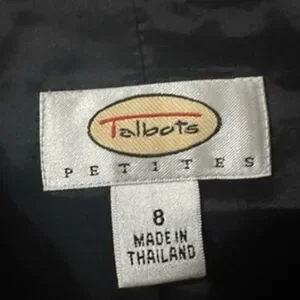 Talbots
PETITES
8
MADE IN
THAILAND